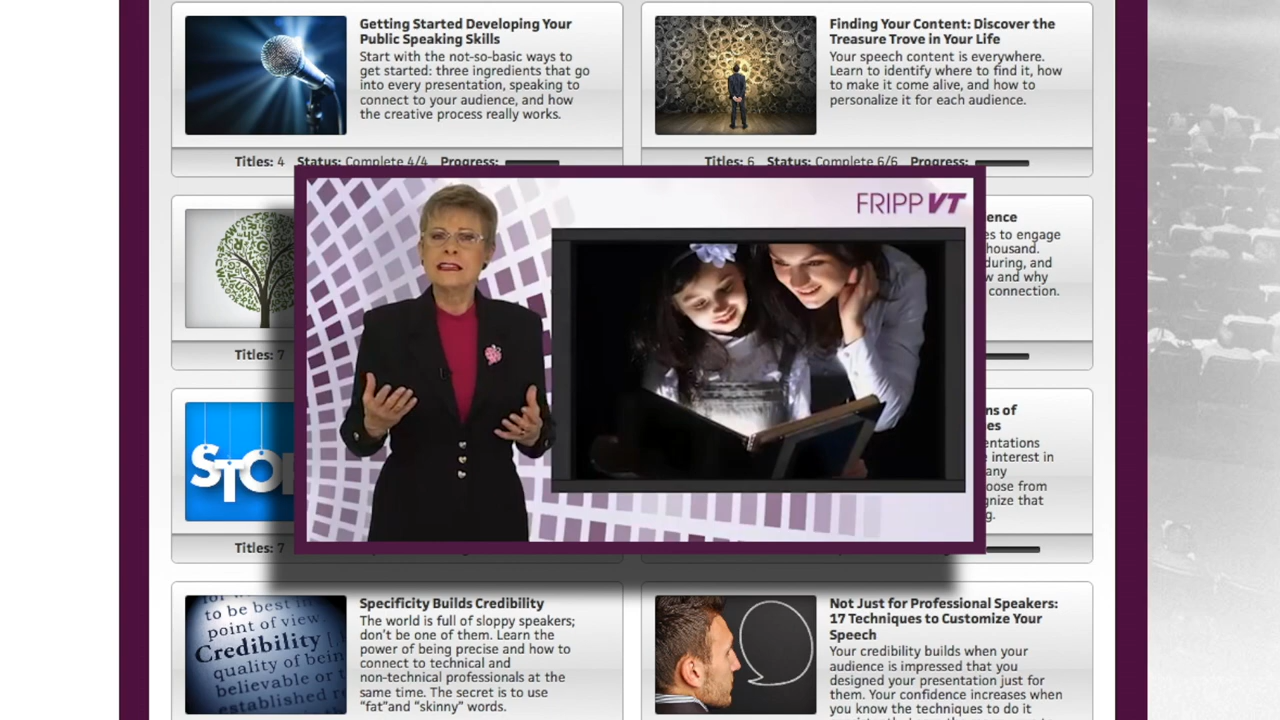 Getting Started Developing Your
Public Speaking Skills
Start with the not-so-basic ways to
get started: three ingredients that go
into every presentation, speaking to
connect to your audience, and how
the creative process really works.
Titles: 4 Status: Complete 4/4 Progress:
Finding Your Content: Discover the
Treasure Trove in Your Life
Your speech content is everywhere.
Learn to identify where to find it, how
to make it come alive, and how to
personalize it for each audience.
Titles: 6 Status: Complete 6/6 Progress:
FRIPP VT
ence
es to engage
housand.
during, and
w and why
connection.
Titles: 7
STO
ns of
es
entations
interest in
any
oose from
gnize that
g.
Titles: 7
to be best in
point of view.
Credibility
quality of bein
believable or t
established
Specificity Builds Credibility
The world is full of sloppy speakers;
don't be one of them. Learn the
power of being precise and how to
connect to technical and
non-technical professionals at the
same time. The secret is to use
"fat"and "skinny" words.
Not Just for Professional Speakers:
17 Techniques to Customize Your
Speech
Your credibility builds when your
audience is impressed that you
designed your presentation just for
them. Your confidence increases when
you know the techniques to do it